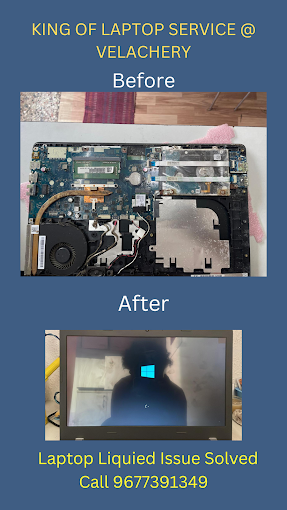 KING OF LAPTOP SERVICE @
VELACHERY
Before
After
Laptop Liquied Issue Solved
Call 9677391349